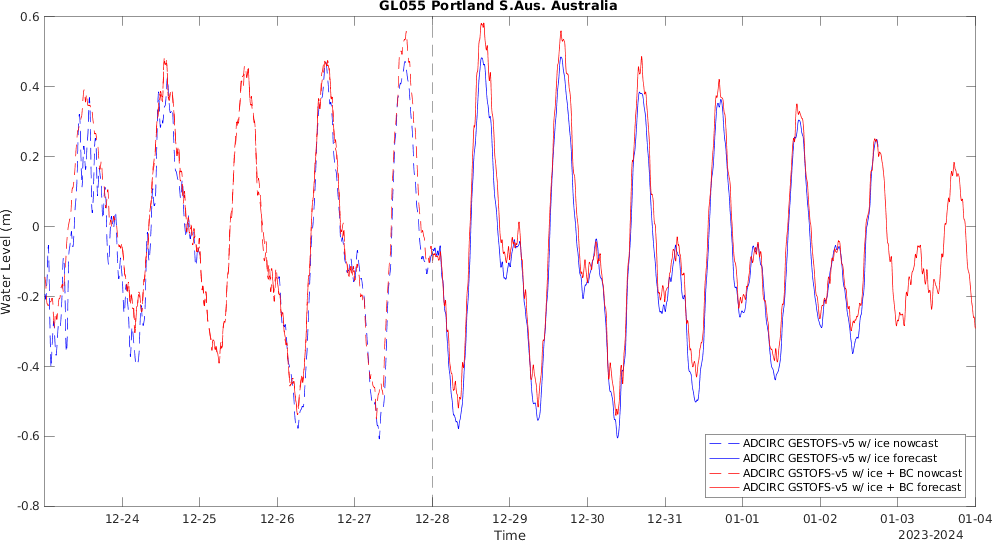 GL055 Portland S.Aus. Australia
0.6
0.4
0.2
0
-0.2
-0.4
-0.6
-0.8
Water Level (m)
ADCIRC GESTOFS-v5 w/ ice nowcast
ADCIRC GESTOFS-v5 w/ ice forecast
ADCIRC GSTOFS-v5 w/ ice + BC nowcast
ADCIRC GSTOFS-v5 w/ ice + BC forecast
12-24 12-25 12-26 12-27 12-28 12-29 12-30 12-31 01-01 01-02 01-03 01-04
Time
2023-2024